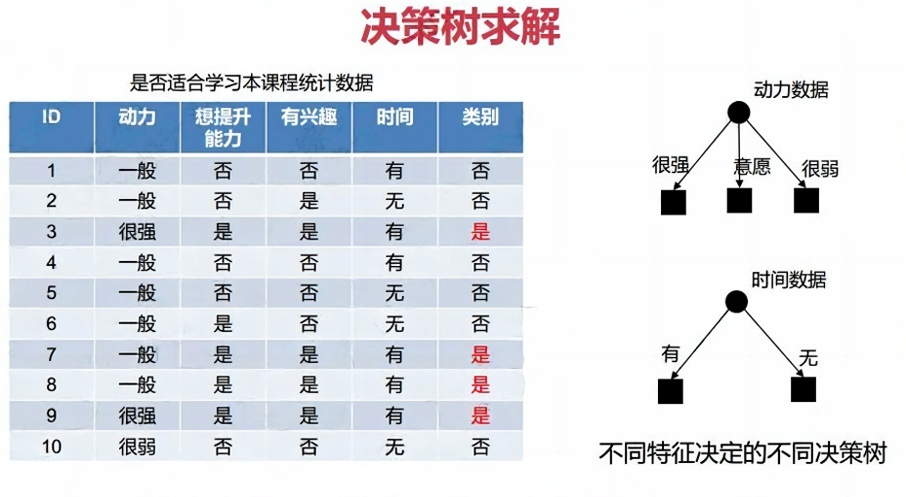 决策树求解
是否适合学习本课程统计数据
ID 动力 想提升能力 有兴趣 时间 类别
1 一般 否 否 有 否
2 一般 否 是 无 否
3 很强 是 是 有 是
4 一般 否 否 有 否
5 一般 否 否 无 否
6 一般 是 否 无 否
7 一般 是 是 有 是
8 一般 是 是 有 是
9 很强 是 是 有 是
10 很弱 否 否 无 否
动力数据
很强 意愿 很弱
时间数据
有 无
不同特征决定的不同决策树